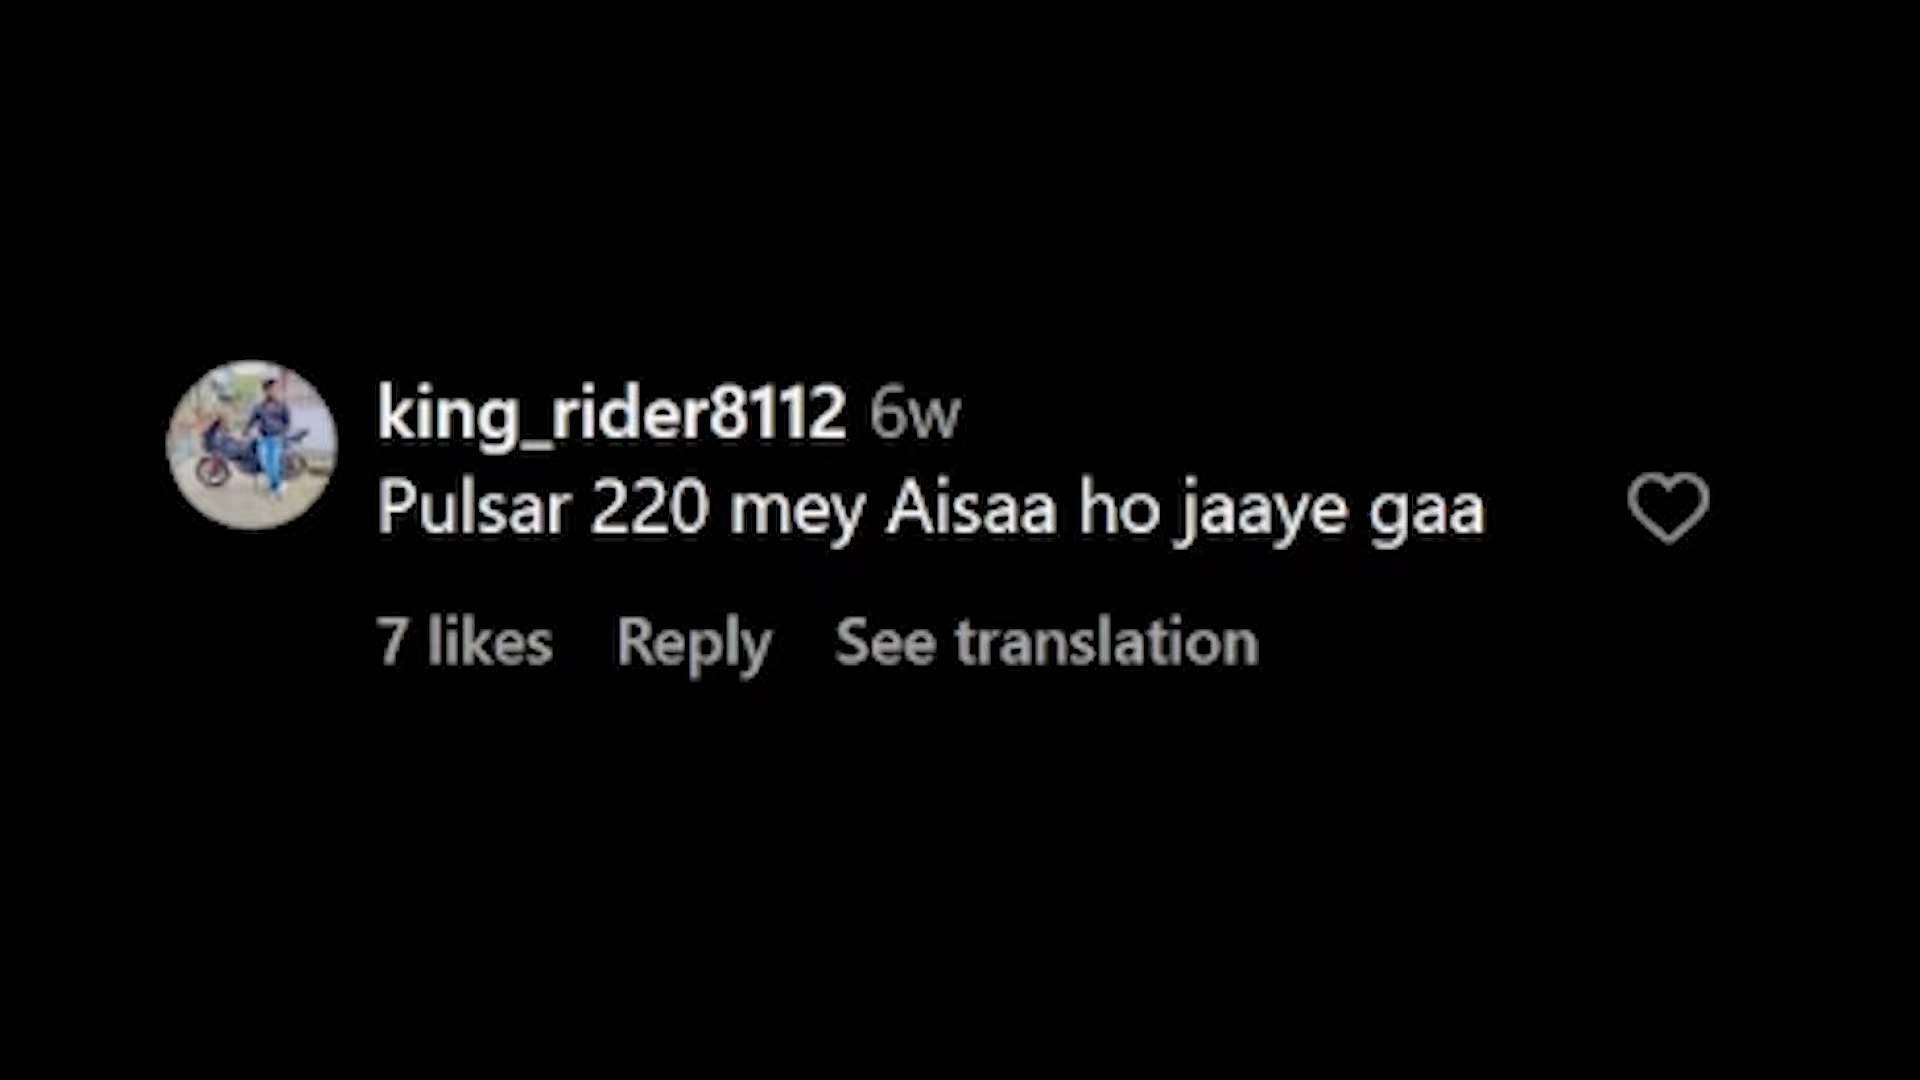 king_rider8112 6w
Pulsar 220 mey Aisaa ho jaaye gaa
7 likes Reply See translation